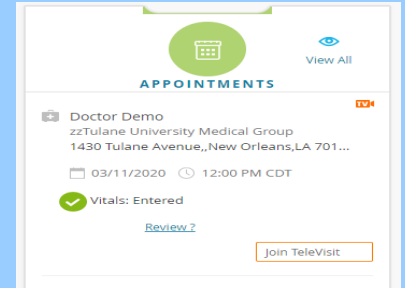 View All
APPOINTMENTS
TV
Doctor Demo
zzTulane University Medical Group
1430 Tulane Avenue,,New Orleans,LA 701...
03/11/2020 12:00 PM CDT
Vitals: Entered
Review ?
Join TeleVisit